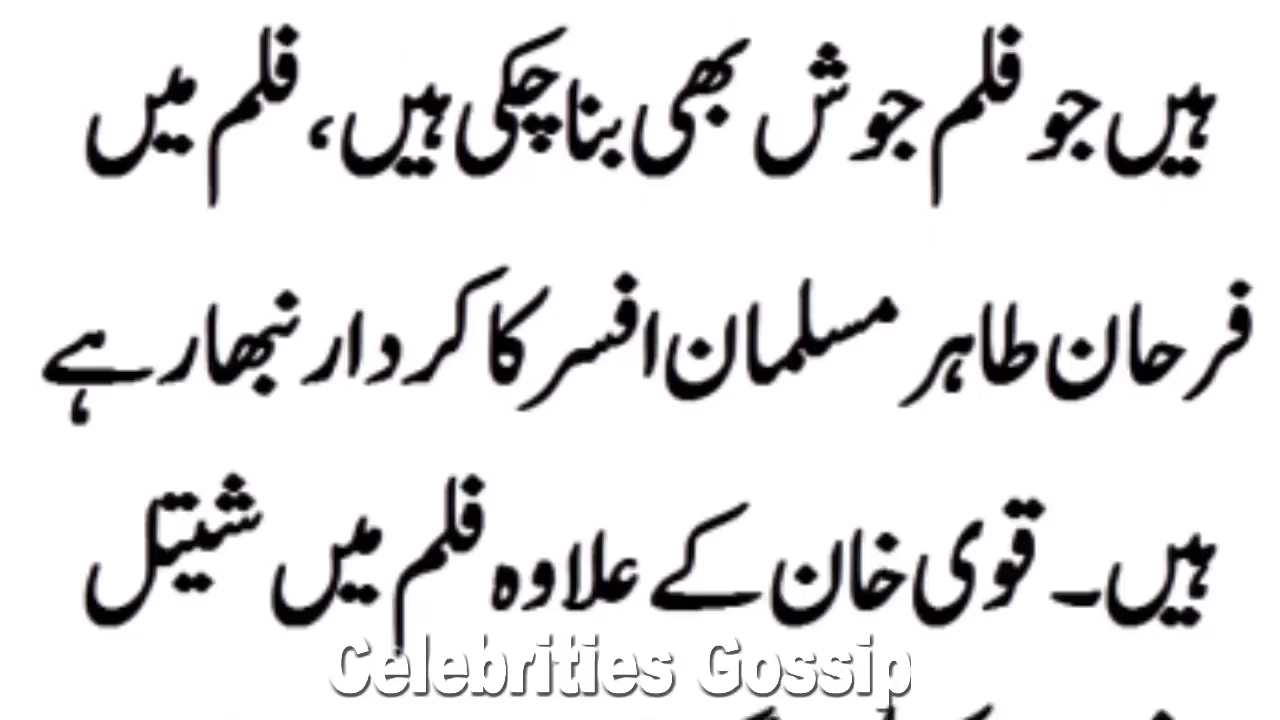 ہیں جو فلم جوش بھی بنا چکی ہیں، فلم میں
فرحان طاہر مسلمان افسر کا کردار نبھا رہے
ہیں۔ قوی خان کے علاوہ فلم میں شیتل
Celebrities Gossip